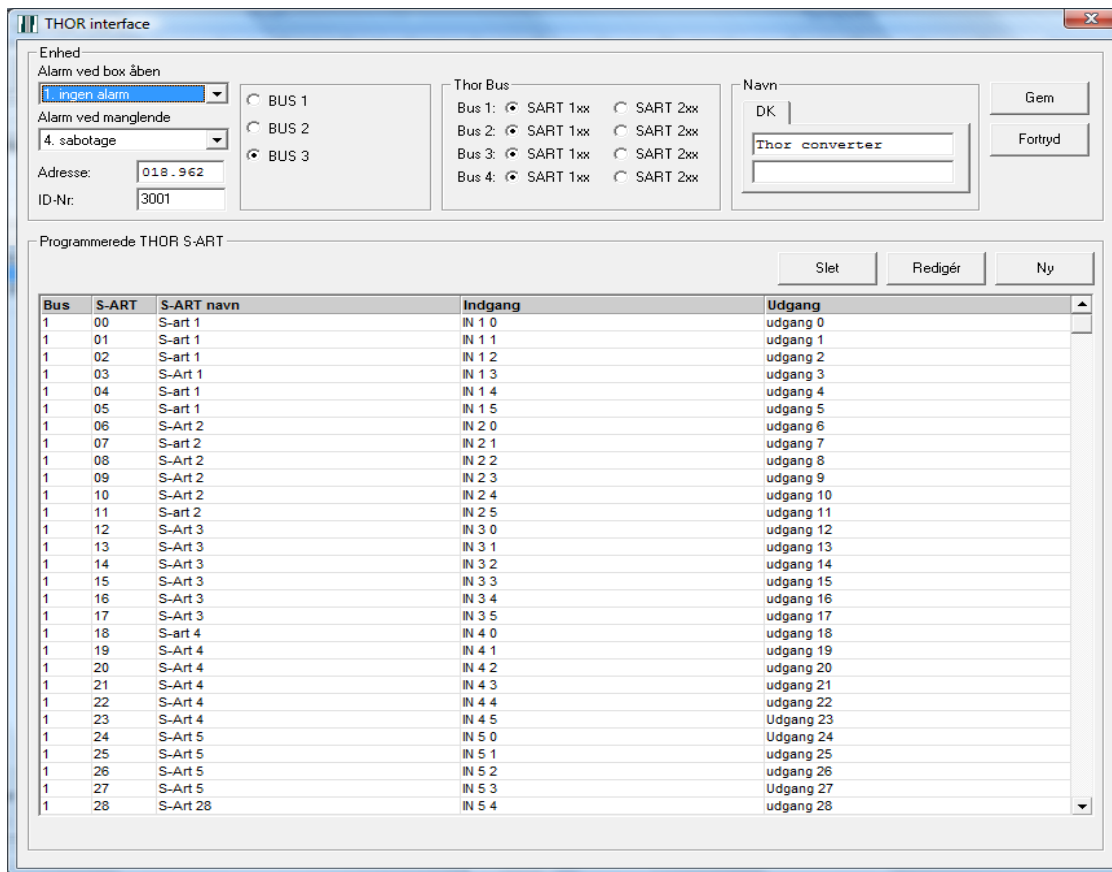 THOR interface
Enhed
Alarm ved box åben
1. ingen alarm
Alarm ved manglende
4. sabotage
Adresse: 018.962
ID-Nr: 3001
BUS 1
BUS 2
BUS 3
Thor Bus
Bus 1: SART 1xx SART 2xx
Bus 2: SART 1xx SART 2xx
Bus 3: SART 1xx SART 2xx
Bus 4: SART 1xx SART 2xx
Navn
DK
Thor converter
Gem
Fortryd
Programmerede THOR S-ART
Slet Redigér Ny
Bus S-ART S-ART navn Indgang Udgang
1 00 S-art 1 IN 1 0 udgang 0
1 01 S-art 1 IN 1 1 udgang 1
1 02 S-art 1 IN 1 2 udgang 2
1 03 S-Art 1 IN 1 3 udgang 3
1 04 S-art 1 IN 1 4 udgang 4
1 05 S-art 1 IN 1 5 udgang 5
1 06 S-Art 2 IN 2 0 udgang 6
1 07 S-art 2 IN 2 1 udgang 7
1 08 S-Art 2 IN 2 2 udgang 8
1 09 S-Art 2 IN 2 3 udgang 9
1 10 S-Art 2 IN 2 4 udgang 10
1 11 S-art 2 IN 2 5 udgang 11
1 12 S-Art 3 IN 3 0 udgang 12
1 13 S-Art 3 IN 3 1 udgang 13
1 14 S-Art 3 IN 3 2 udgang 14
1 15 S-Art 3 IN 3 3 udgang 15
1 16 S-Art 3 IN 3 4 udgang 16
1 17 S-Art 3 IN 3 5 udgang 17
1 18 S-art 4 IN 4 0 udgang 18
1 19 S-Art 4 IN 4 1 udgang 19
1 20 S-Art 4 IN 4 2 udgang 20
1 21 S-Art 4 IN 4 3 udgang 21
1 22 S-Art 4 IN 4 4 udgang 22
1 23 S-Art 4 IN 4 5 Udgang 23
1 24 S-Art 5 IN 5 0 Udgang 24
1 25 S-Art 5 IN 5 1 udgang 25
1 26 S-Art 5 IN 5 2 udgang 26
1 27 S-Art 5 IN 5 3 Udgang 27
1 28 S-Art 28 IN 5 4 udgang 28